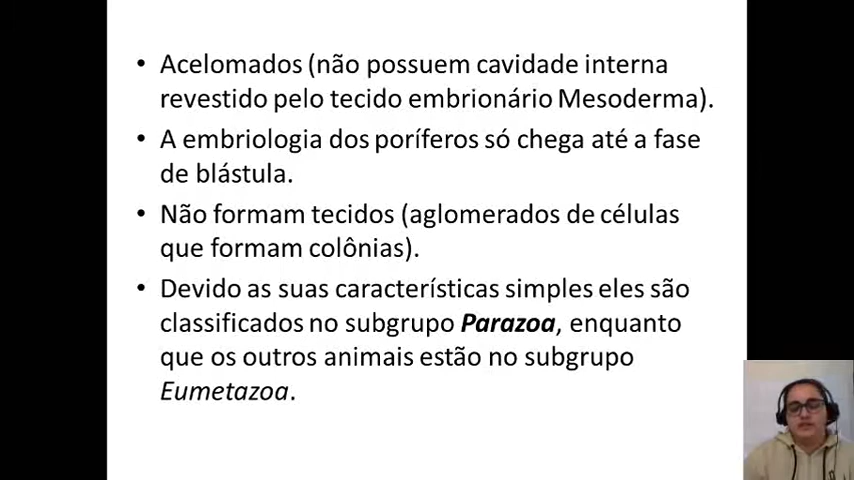 • Acelomados (não possuem cavidade interna
revestido pelo tecido embrionário Mesoderma).
• A embriologia dos poríferos só chega até a fase
de blástula.
• Não formam tecidos (aglomerados de células
que formam colônias).
• Devido as suas características simples eles são
classificados no subgrupo Parazoa, enquanto
que os outros animais estão no subgrupo
Eumetazoa.